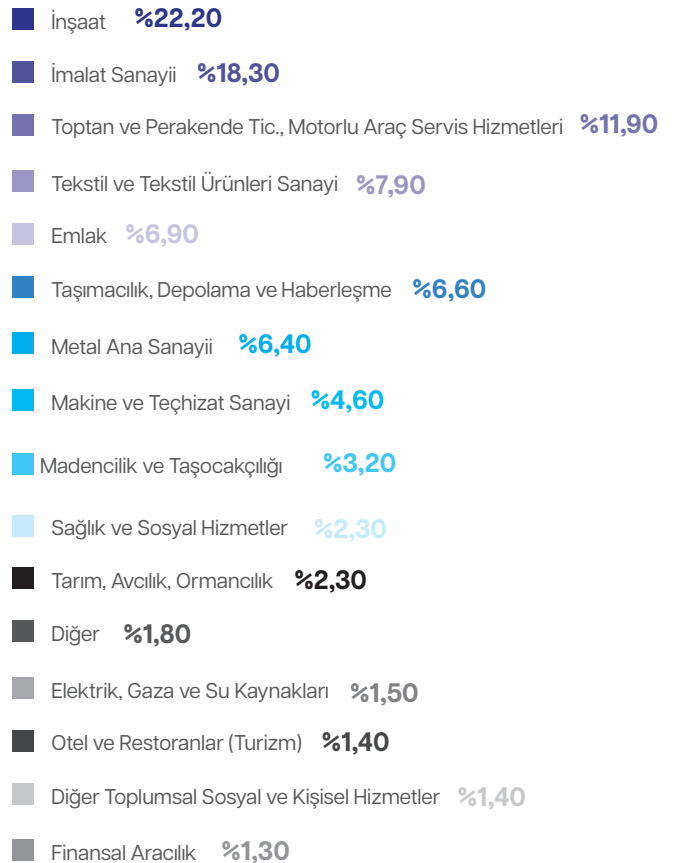 İnşaat %22,20
İmalat Sanayii %18,30
Toptan ve Perakende Tic., Motorlu Araç Servis Hizmetleri %11,90
Tekstil ve Tekstil Ürünleri Sanayi %7,90
Emlak %6,90
Taşımacılık, Depolama ve Haberleşme %6,60
Metal Ana Sanayii %6,40
Makine ve Teçhizat Sanayi %4,60
Madencilik ve Taşocakçılığı %3,20
Sağlık ve Sosyal Hizmetler %2,30
Tarım, Avcılık, Ormancılık %2,30
Diğer %1,80
Elektrik, Gaza ve Su Kaynakları %1,50
Otel ve Restoranlar (Turizm) %1,40
Diğer Toplumsal Sosyal ve Kişisel Hizmetler %1,40
Finansal Aracılık %1,30